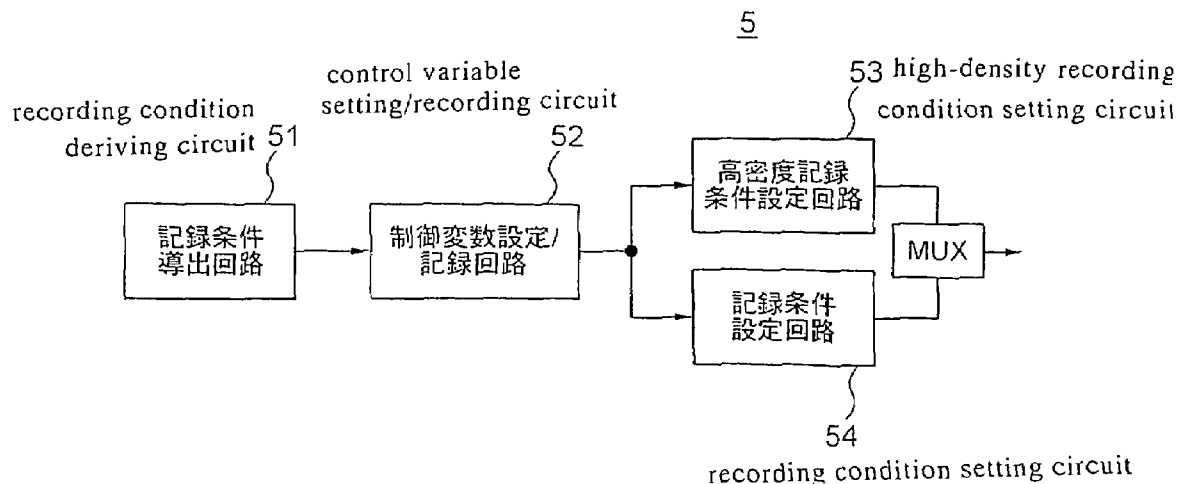 5
recording condition
deriving circuit
51
control variable
setting/recording circuit
52
53
high-density recording
condition setting circuit
記録条件
導出回路
制御変数設定/
記録回路
高密度記録
条件設定回路
MUX
記録条件
設定回路
54
recording condition setting circuit